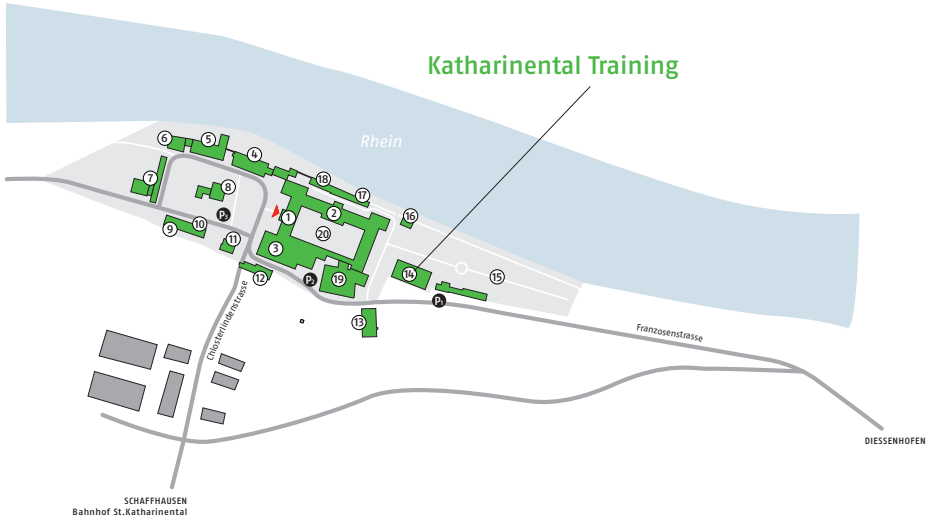 Katharinental Training
Rhein
6
5
4
7
18
17
8
2
16
1
P3
9
10
20
11
3
14
15
12
P2
19
P1
13
Chlosterlindenstrasse
Franzosenstrasse
DIESSENHOFEN
SCHAFFHAUSEN
Bahnhof St.Katharinental